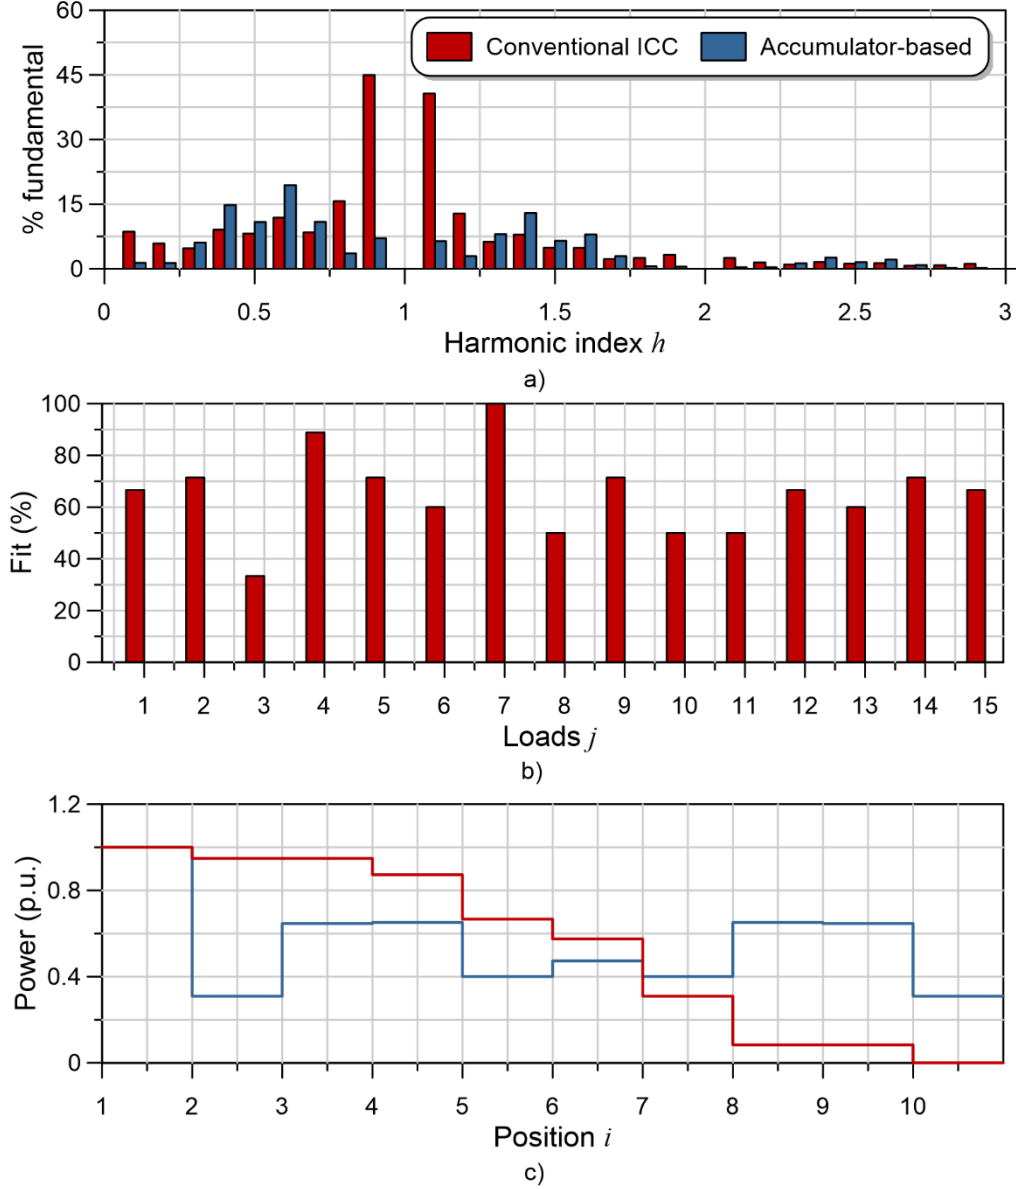 60
45
30
15
0
% fundamental
Conventional ICC
Accumulator-based
0 0.5 1 1.5 2 2.5 3
Harmonic index h
a)
100
80
60
40
20
0
Fit (%)
1 2 3 4 5 6 7 8 9 10 11 12 13 14 15
Loads j
b)
1.2
0.8
0.4
0
Power (p.u.)
1 2 3 4 5 6 7 8 9 10
Position i
c)